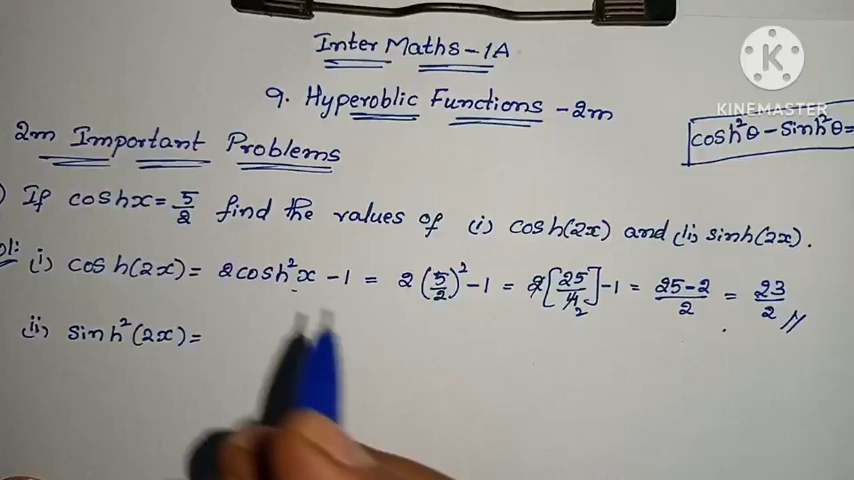 Inter Maths-1A
K
KINEMASTER
9. Hyperoblic Functions - 2m
cosh²θ - sinh²θ =
2m Important Problems
) If coshx = 5/2 find the values of (i) cosh(2x) and (ii) sinh(2x).
Sol: (i) cosh(2x) = 2cosh²x - 1 = 2(5/2)² - 1 = 2[25/4 2] - 1 = 25-2/2 = 23/2 //
(ii) sinh²(2x) =